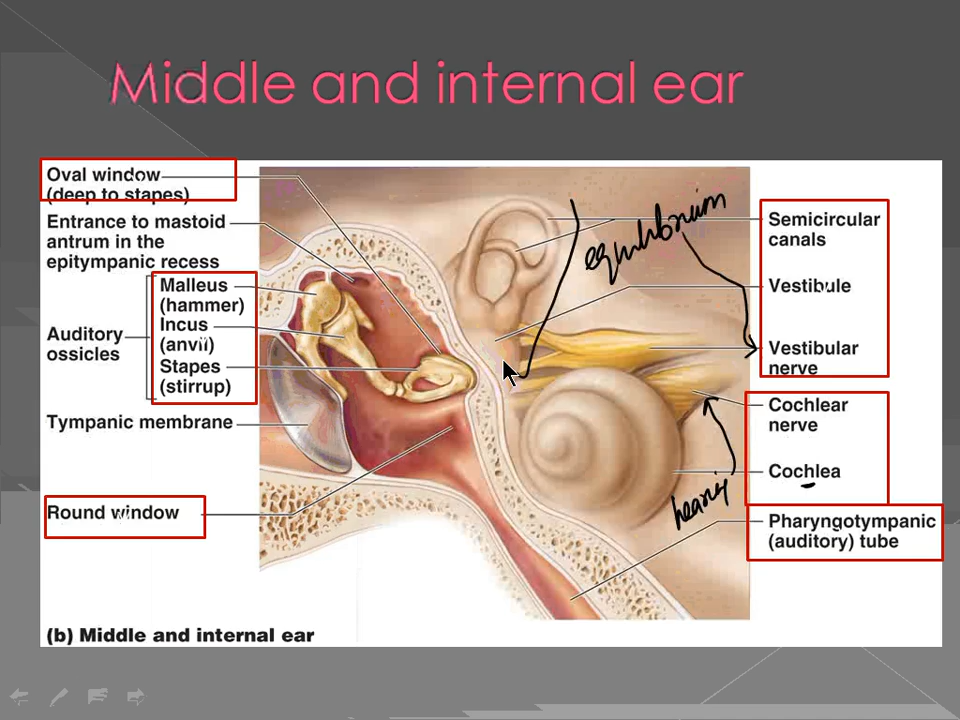 Middle and internal ear
Oval window
(deep to stapes)
Entrance to mastoid
antrum in the
epitympanic recess
Malleus
(hammer)
Auditory
ossicles
Incus
(anvil)
Stapes
(stirrup)
Tympanic membrane
Round window
equilibrium
hearing
Semicircular
canals
Vestibule
Vestibular
nerve
Cochlear
nerve
Cochlea
Pharyngotympanic
(auditory) tube
(b) Middle and internal ear